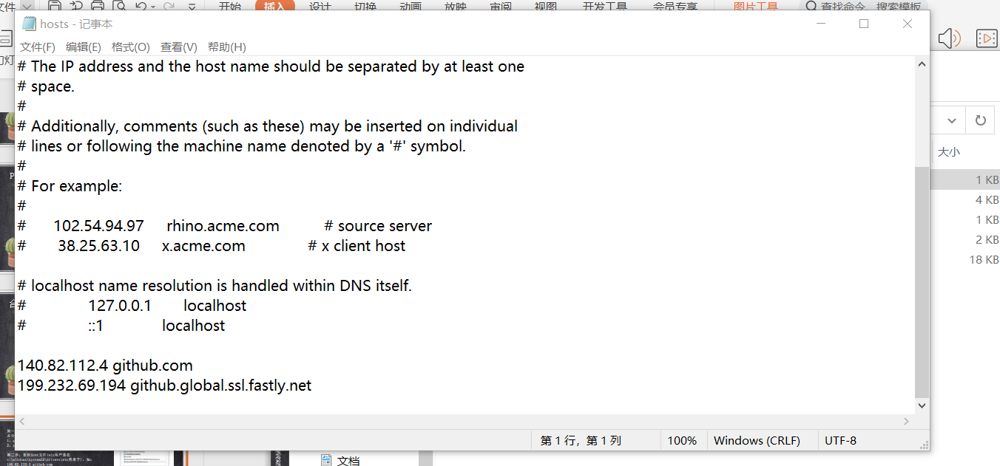 文件
开始 插入 设计 切换 动画 放映 审阅 视图 开发工具 会员专享 图片工具 查找命令 搜索模板
hosts - 记事本
文件(F) 编辑(E) 格式(O) 查看(V) 帮助(H)
# The IP address and the host name should be separated by at least one
# space.
#
# Additionally, comments (such as these) may be inserted on individual
# lines or following the machine name denoted by a '#' symbol.
#
# For example:
#
# 102.54.94.97 rhino.acme.com # source server
# 38.25.63.10 x.acme.com # x client host
# localhost name resolution is handled within DNS itself.
# 127.0.0.1 localhost
# ::1 localhost
140.82.112.4 github.com
199.232.69.194 github.global.ssl.fastly.net
第 1 行，第 1 列 100% Windows (CRLF) UTF-8
大小
1 KB
4 KB
1 KB
2 KB
18 KB
文档